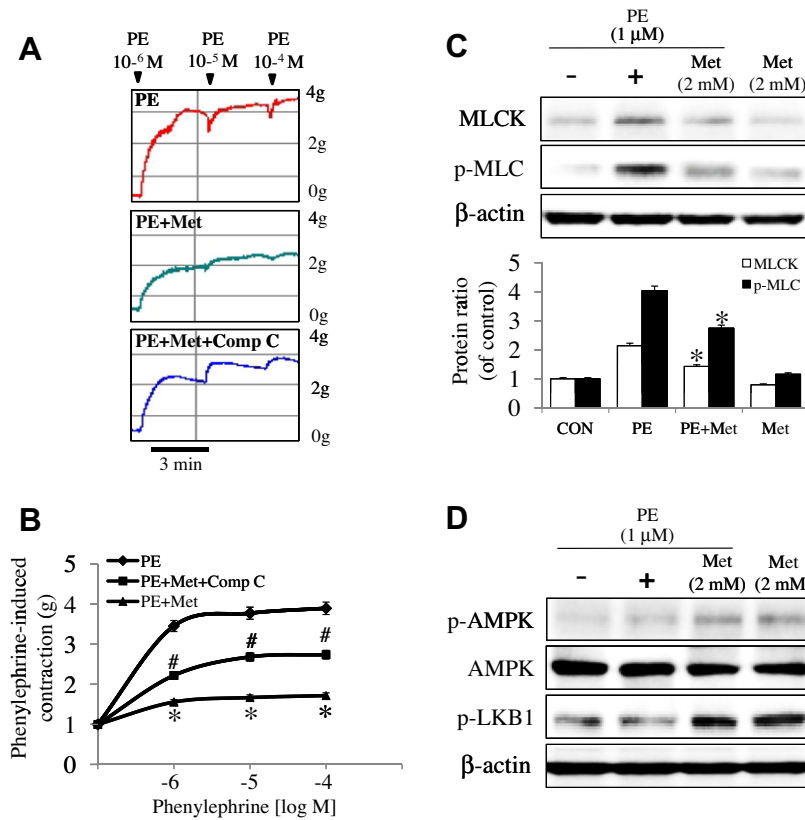 A
PE PE PE
10-⁶ M 10-⁵ M 10-⁴ M
PE
4g
2g
0g
PE+Met
4g
2g
0g
PE+Met+Comp C
4g
2g
0g
3 min
B
Phenylephrine-induced
contraction (g)
5
4
3
2
1
0
PE
PE+Met+Comp C
PE+Met
# # #
* * *
-6 -5 -4
Phenylephrine [log M]
C
PE
(1 μM)
- + Met Met
(2 mM) (2 mM)
MLCK
p-MLC
β-actin
Protein ratio
(of control)
5
4
3
2
1
0
MLCK
p-MLC
* *
CON PE PE+Met Met
D
PE
(1 μM)
- + Met Met
(2 mM) (2 mM)
p-AMPK
AMPK
p-LKB1
β-actin